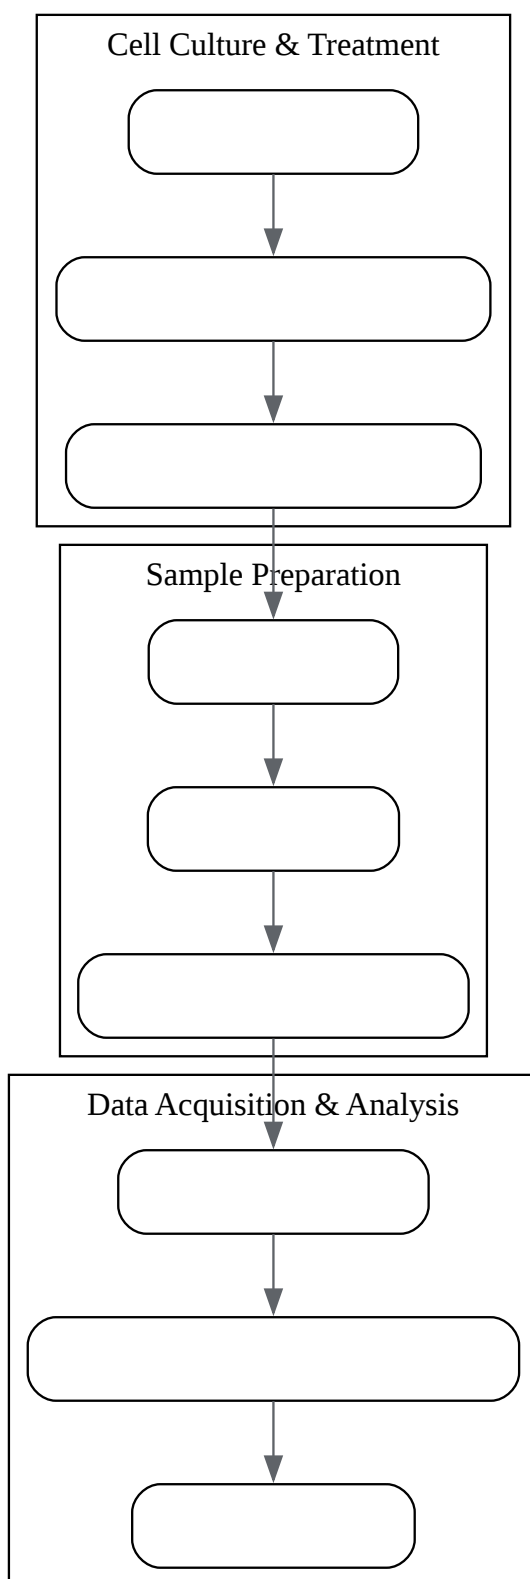 Cell Culture & Treatment
Sample Preparation
Data Acquisition & Analysis